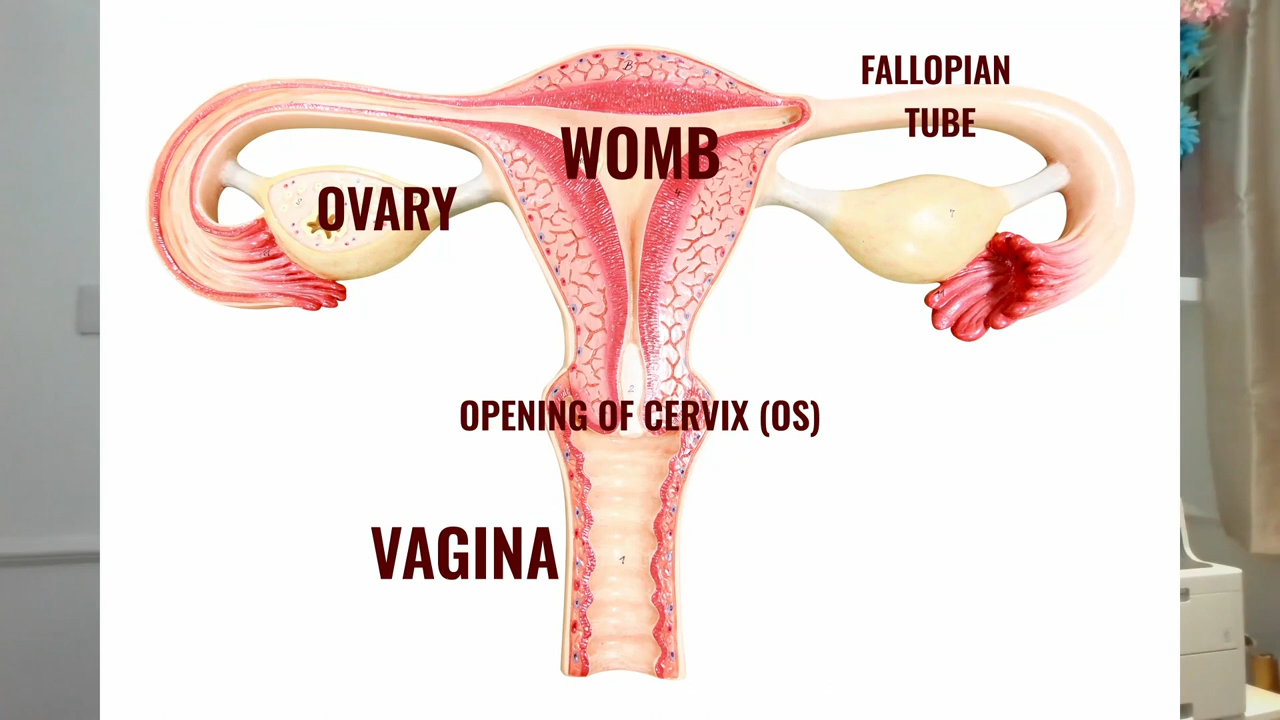 FALLOPIAN
TUBE
WOMB
OVARY
OPENING OF CERVIX (OS)
VAGINA